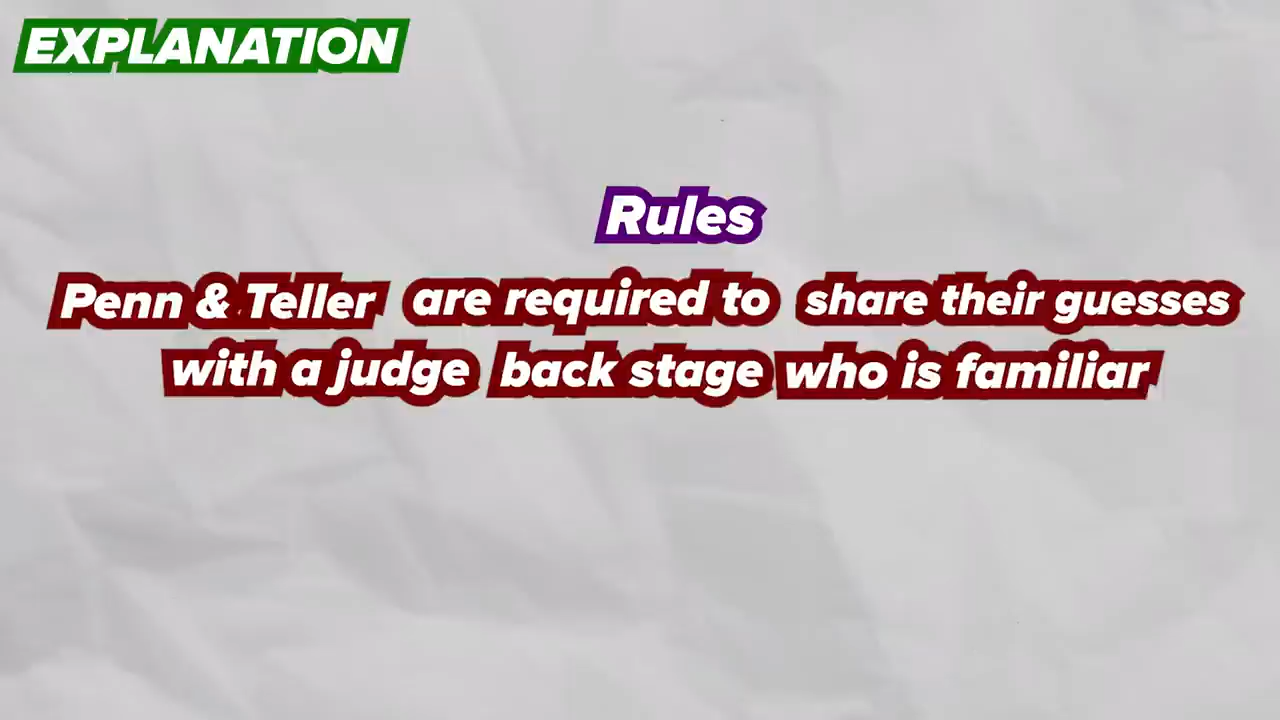 EXPLANATION
Rules
Penn & Teller are required to share their guesses
with a judge back stage who is familiar